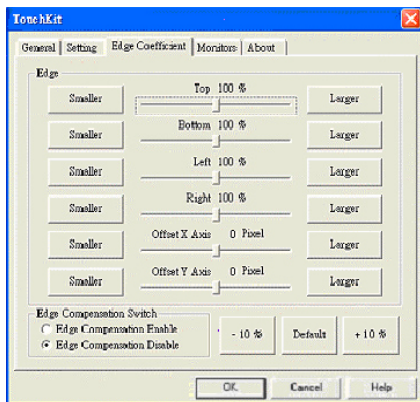 TouchKit
General Setting Edge Coefficient Monitors About
Edge
Top 100 %
Smaller Larger
Bottom 100 %
Smaller Larger
Left 100 %
Smaller Larger
Right 100 %
Smaller Larger
Offset X Axis 0 Pixel
Smaller Larger
Offset Y Axis 0 Pixel
Smaller Larger
Edge Compensation Switch
Edge Compensation Enable
Edge Compensation Disable
- 10 % Default + 10 %
OK Cancel Help